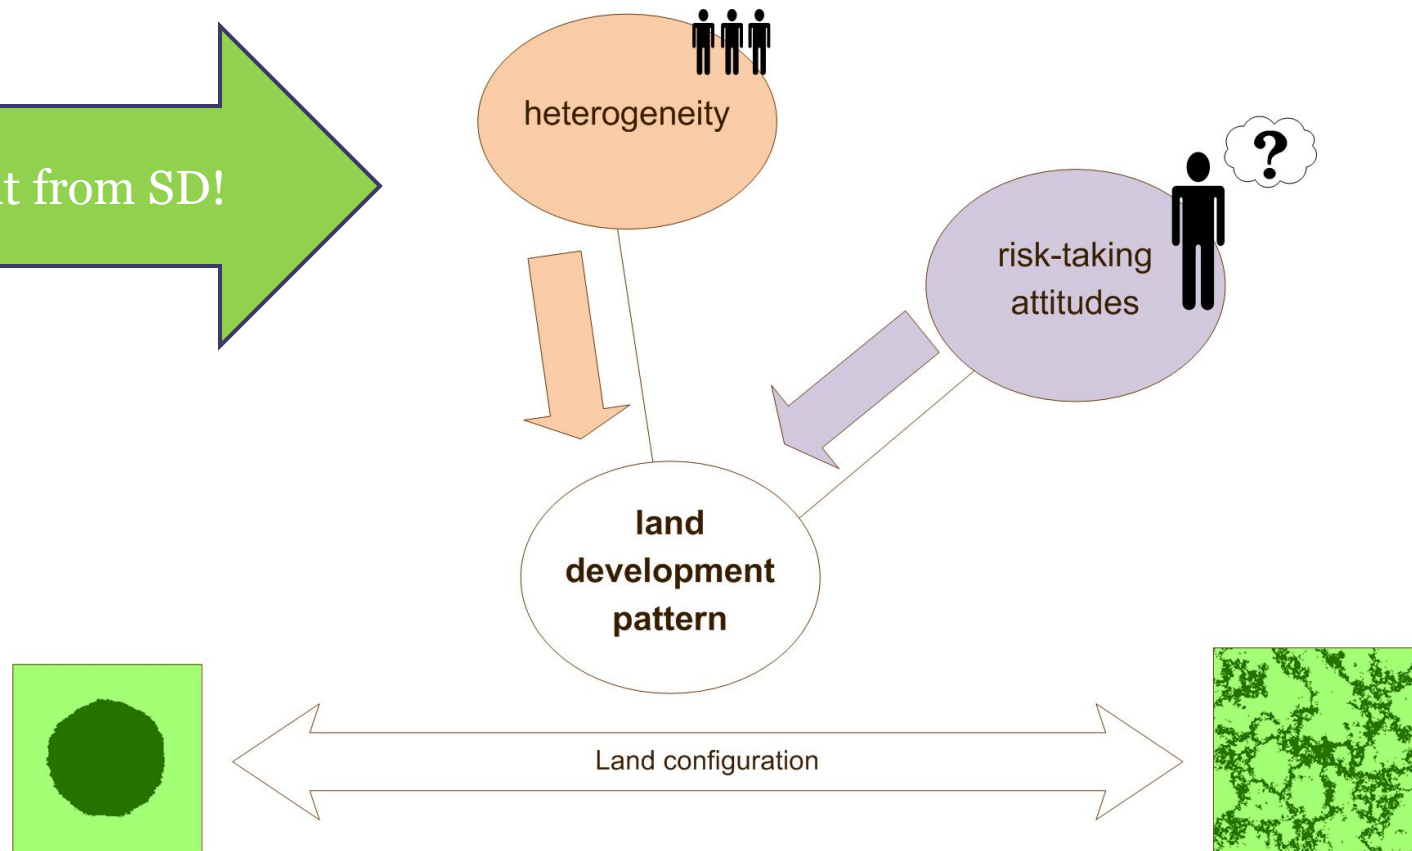 heterogeneity
?
from SD!
risk-taking
attitudes
land
development
pattern
Land configuration